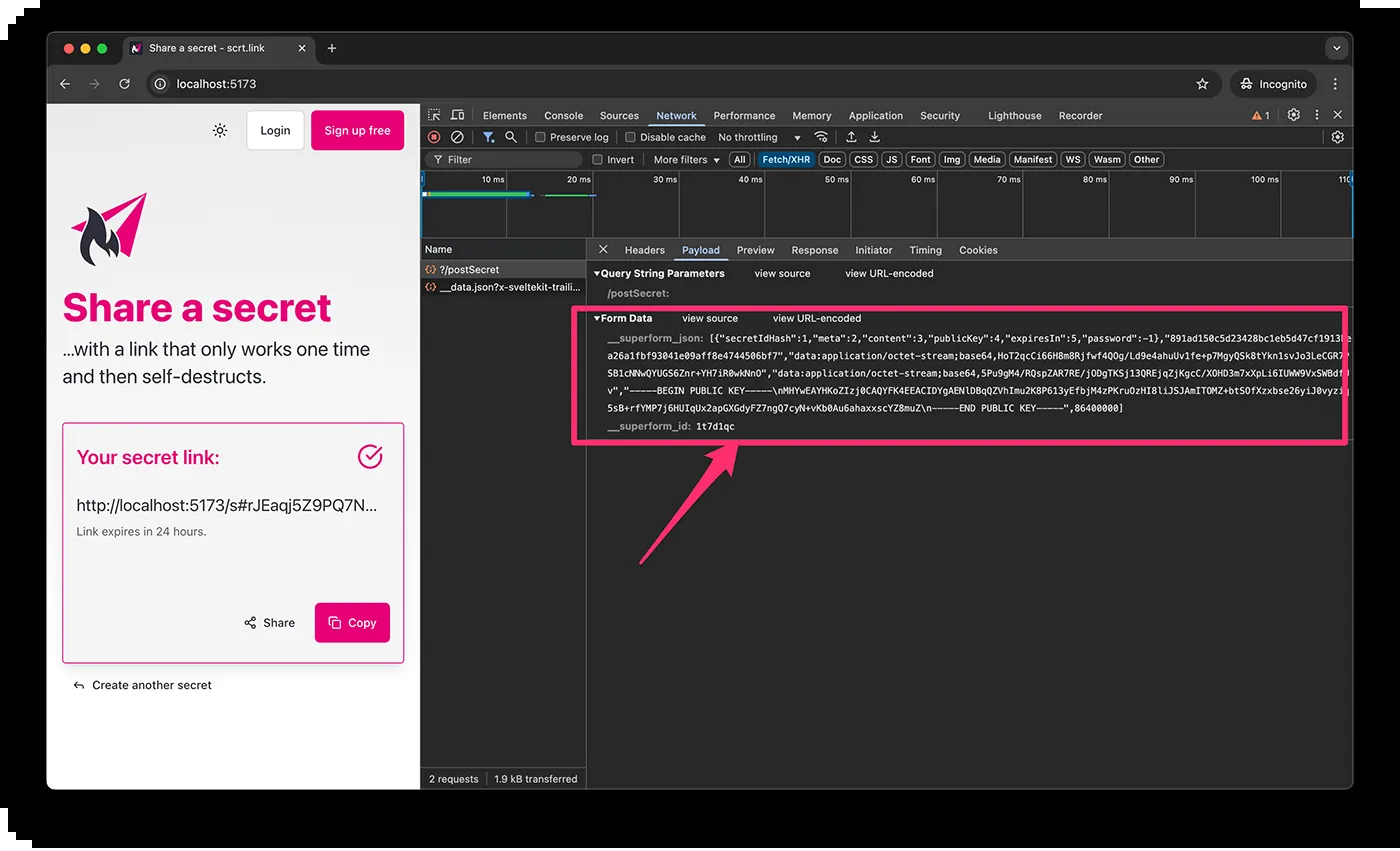 Share a secret - scrt.link
localhost:5173
Incognito
Login
Sign up free
Share a secret
...with a link that only works one time
and then self-destructs.
Your secret link:
http://localhost:5173/s#rJEaqj5Z9PQ7N...
Link expires in 24 hours.
Share
Copy
Create another secret
Elements Console Sources Network Performance Memory Application Security Lighthouse Recorder 1
Preserve log Disable cache No throttling
Filter Invert More filters All Fetch/XHR Doc CSS JS Font Img Media Manifest WS Wasm Other
10 ms 20 ms 30 ms 40 ms 50 ms 60 ms 70 ms 80 ms 90 ms 100 ms
Name
?/postSecret
__data.json?x-sveltekit-traili...
2 requests 1.9 kB transferred
Headers Payload Preview Response Initiator Timing Cookies
Query String Parameters view source view URL-encoded
/postSecret:
Form Data view source view URL-encoded
__superform_json: [{"secretIdHash":1,"meta":2,"content":3,"publicKey":4,"expiresIn":5,"password":-1},"891ad150c5d23428bc1eb5d47cf1913
a26a1fbf93041e09aff8e4744506bf7","data:application/octet-stream;base64,HoT2qcCi66H8m8Rjfwf4QOg/Ld9e4ahuUv1fe+p7MgyQSk8tYkn1svJo3LeCGR7
SB1cNNwQYUGS6Znr+YH7iR0wkNnO","data:application/octet-stream;base64,5Pu9gM4/RQspZAR7RE/jODgTKSj13QREjqZjKgcC/XOHD3m7xXpLi6IUWW9VxSWBdf
v","-----BEGIN PUBLIC KEY-----\nMHYwEAYHKoZIzj0CAQYFK4EEACIDYgAENlDBqQZVhImu2K8P613yEfbjM4zPKruOzHI8liJSJAmITOMZ+btSOfXzxbse26yiJ0vyzi
5sB+rfYMP7j6HUIqUx2apGXGdyFZ7ngQ7cyN+vKb0Au6ahaxxscYZ8muZ\n-----END PUBLIC KEY-----",86400000]
__superform_id: 1t7d1qc